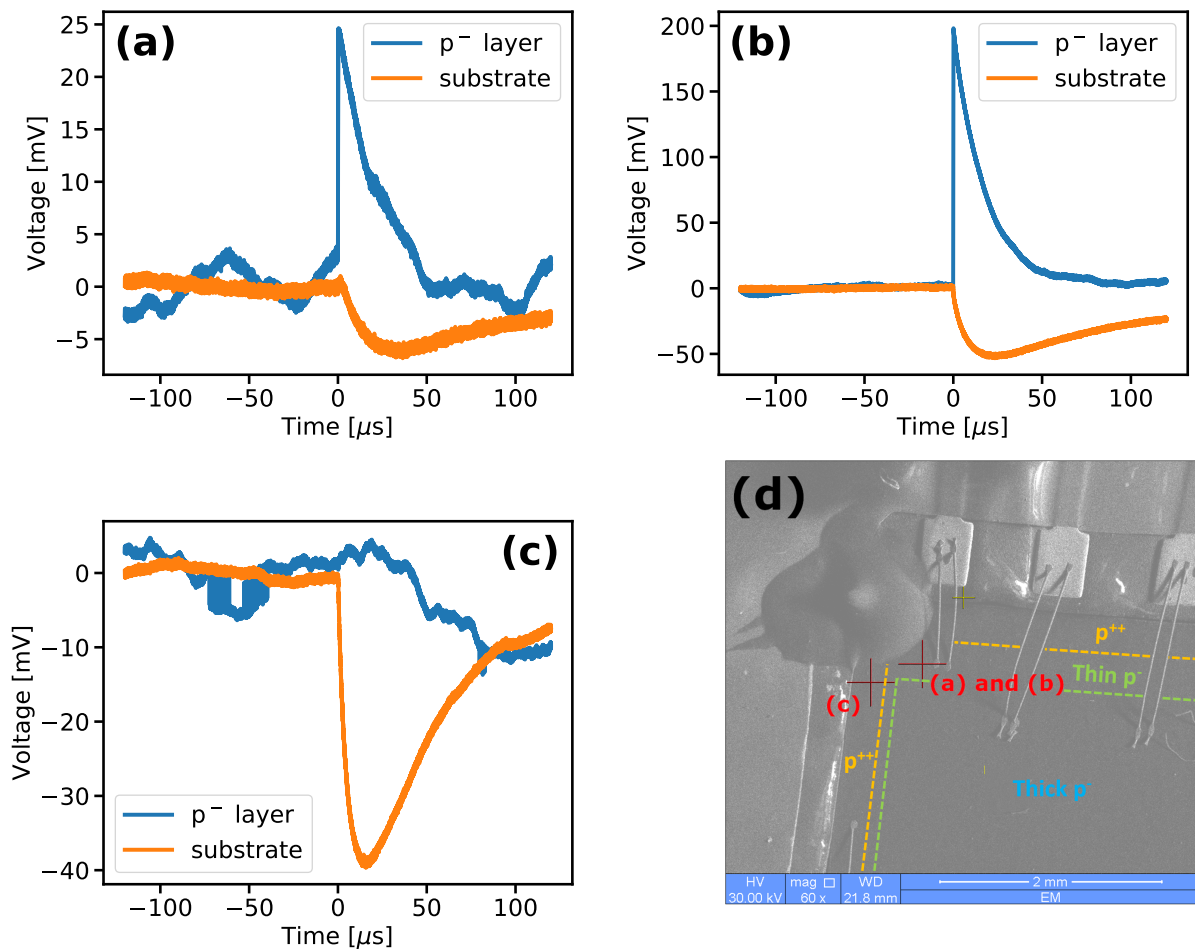 (a)
p⁻ layer
substrate
25
20
15
10
5
0
−5
Voltage [mV]
−100 −50 0 50 100
Time [μs]
(b)
p⁻ layer
substrate
200
150
100
50
0
−50
Voltage [mV]
−100 −50 0 50 100
Time [μs]
(c)
p⁻ layer
substrate
0
−10
−20
−30
−40
Voltage [mV]
−100 −50 0 50 100
Time [μs]
(d)
p⁺⁺
Thin p⁻
(a) and (b)
(c)
p⁺⁺
Thick p⁻
HV mag WD 2 mm
30.00 kV 60 x 21.8 mm EM